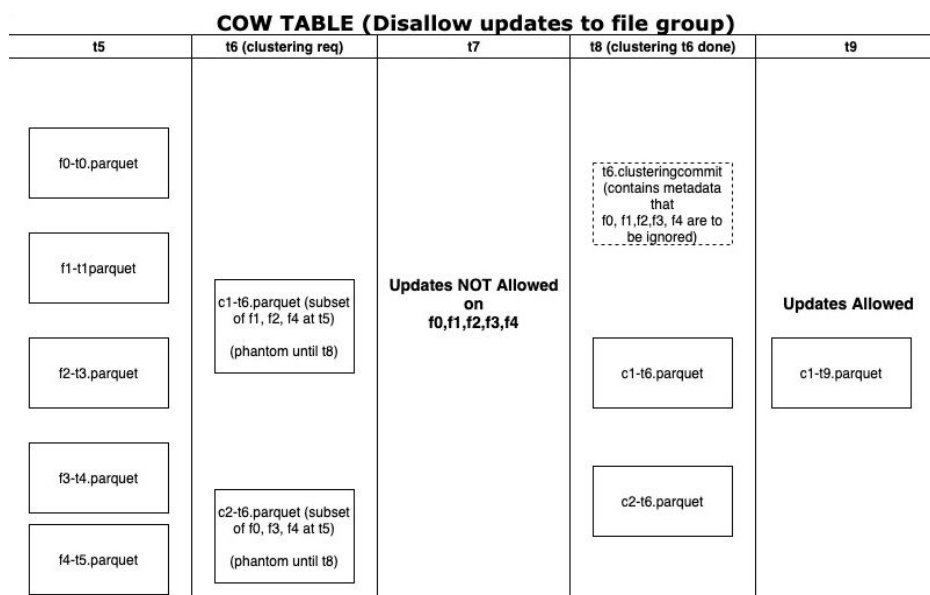 COW TABLE (Disallow updates to file group)
t5
t6 (clustering req)
t7
t8 (clustering t6 done)
t9
f0-t0.parquet
f1-t1parquet
f2-t3.parquet
f3-t4.parquet
f4-t5.parquet
c1-t6.parquet (subset
of f1, f2, f4 at t5)
(phantom until t8)
c2-t6.parquet (subset
of f0, f3, f4 at t5)
(phantom until t8)
Updates NOT Allowed
on
f0,f1,f2,f3,f4
t6.clusteringcommit
(contains metadata
that
f0, f1,f2,f3, f4 are to
be ignored)
c1-t6.parquet
c2-t6.parquet
Updates Allowed
c1-t9.parquet